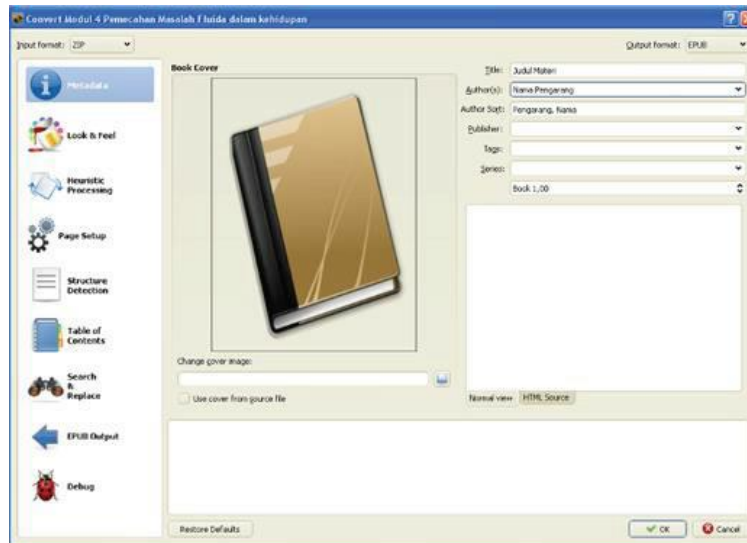 Convert Modul 4 Pemecahan Masalah Fluida dalam kehidupan
Input format: ZIP
Output format: EPUB
Metadata
Look & Feel
Heuristic
Processing
Page Setup
Structure
Detection
Table of
Contents
Search
&
Replace
EPUB Output
Debug
Book Cover
Change cover image:
Use cover from source file
Title: Judul Materi
Author(s): Nama Pengarang
Author Sort: Pengarang, Nama
Publisher:
Tags:
Series:
Book 1,00
Normal view HTML Source
Restore Defaults
OK Cancel